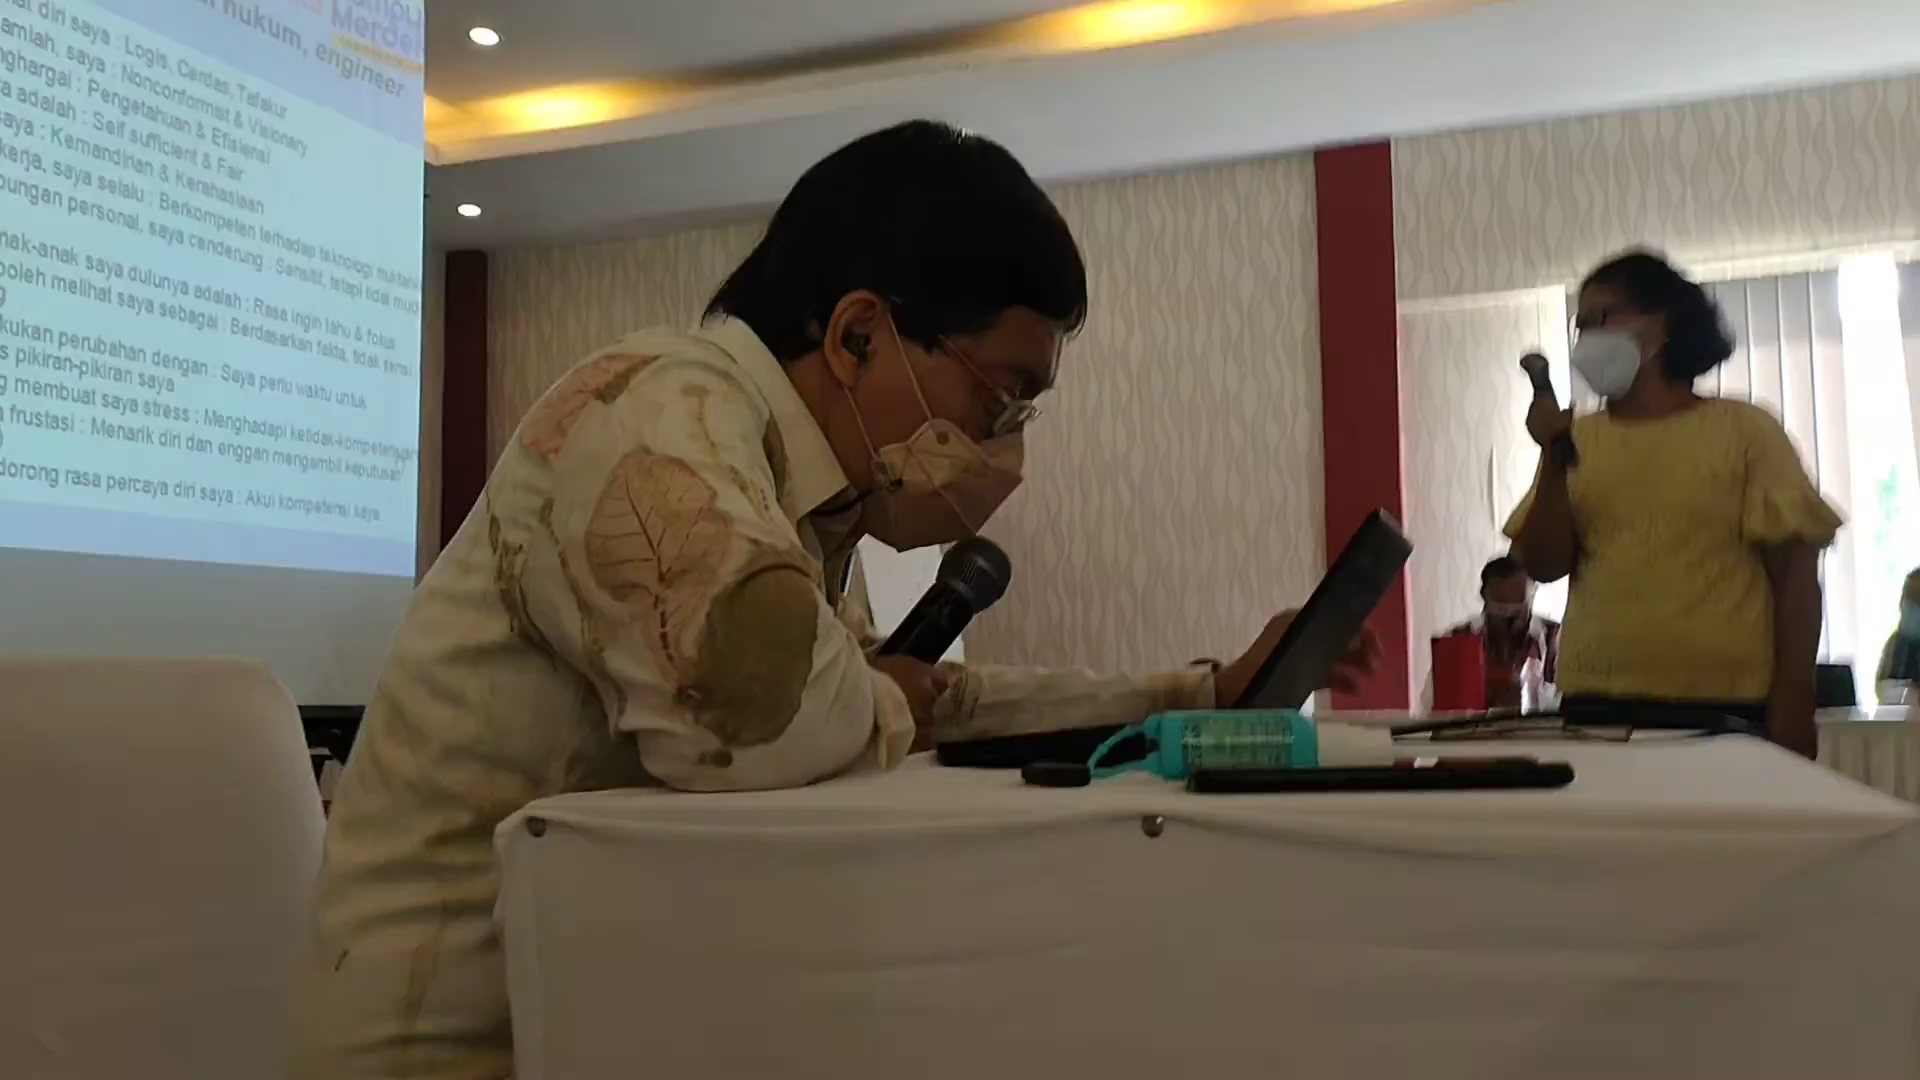 Merdek
hukum, engineer
diri saya : Logis, Cerdas, Tafakur
amiah, saya : Nonconformist & Visionary
nghargai : Pengetahuan & Efisiensi
a adalah : Self sufficient & Fair
saya : Kemandirian & Kerahasiaan
kerja, saya selalu : Berkompeten terhadap teknologi mutakhi
bungan personal, saya cenderung : Sensitif, tetapi tidak mud
nak-anak saya dulunya adalah : Rasa ingin tahu & fokus
boleh melihat saya sebagai : Berdasarkan fakta, tidak sensi
g
kukan perubahan dengan : Saya perlu waktu untuk
s pikiran-pikiran saya
g membuat saya stress : Menghadapi ketidak-kompetenan
a frustasi : Menarik diri dan enggan mengambil keputusan
)
dorong rasa percaya diri saya : Akui kompetensi saya